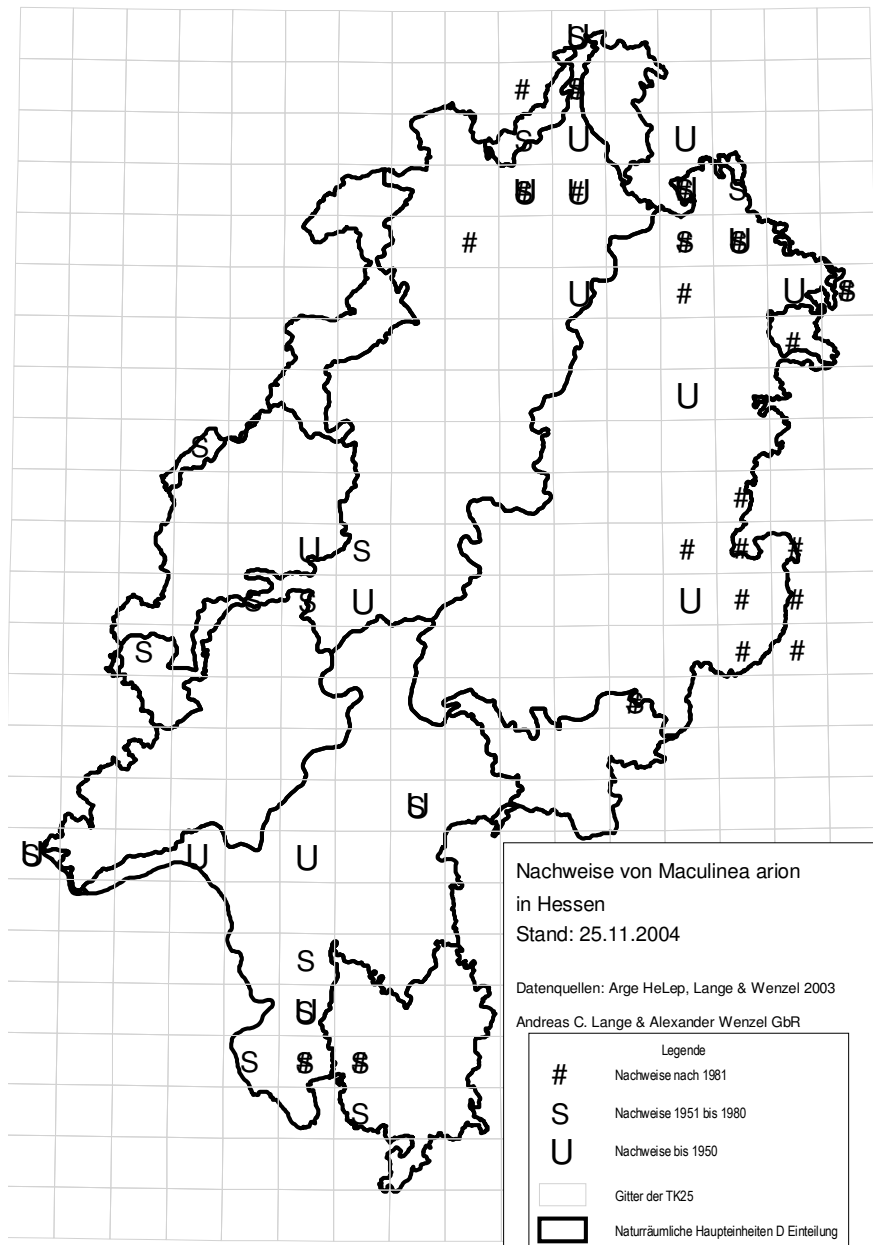 Nachweise von Maculinea arion
in Hessen
Stand: 25.11.2004
Datenquellen: Arge HeLep, Lange & Wenzel 2003
Andreas C. Lange & Alexander Wenzel GbR
Legende
# Nachweise nach 1981
S Nachweise 1951 bis 1980
U Nachweise bis 1950
Gitter der TK25
Naturräumliche Haupteinheiten D Einteilung